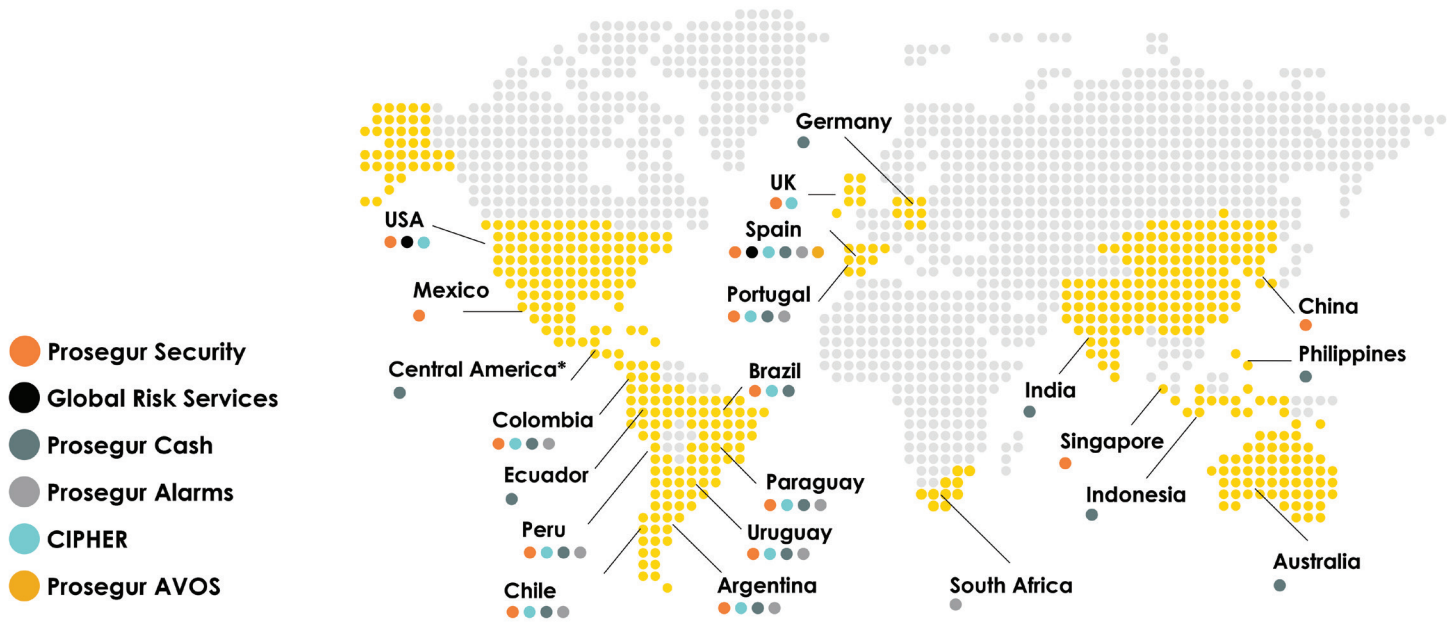 Germany
UK
USA
Spain
Mexico
Portugal
China
Prosegur Security
Philippines
Central America*
Brazil
India
Global Risk Services
Colombia
Singapore
Prosegur Cash
Ecuador
Paraguay
Prosegur Alarms
Indonesia
Peru
Uruguay
CIPHER
Australia
Prosegur AVOS
Chile
Argentina
South Africa